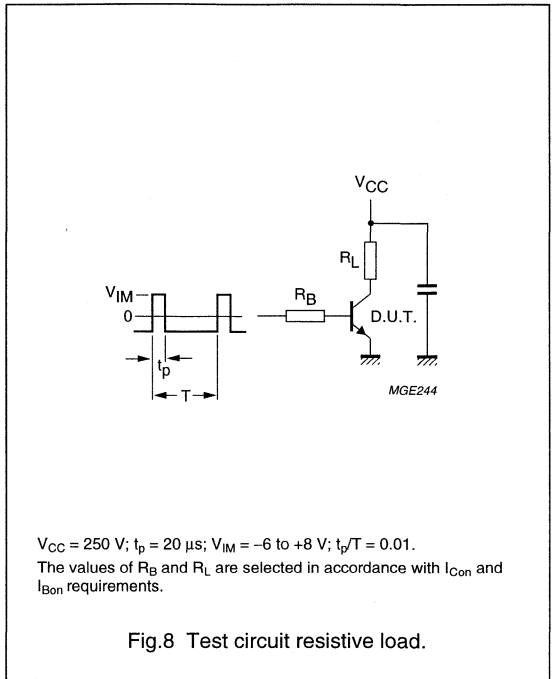 V_CC
R_L
V_IM
R_B
0
D.U.T.
t_p
T
MGE244
V_CC = 250 V; t_p = 20 μs; V_IM = −6 to +8 V; t_p/T = 0.01.
The values of R_B and R_L are selected in accordance with I_Con and
I_Bon requirements.
Fig.8 Test circuit resistive load.